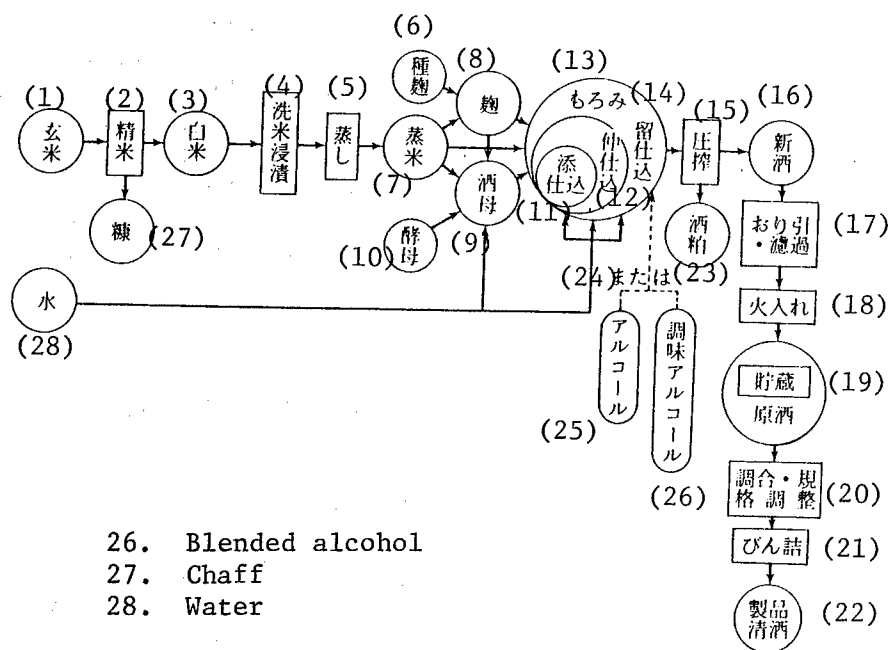 (6)
種麹
(8)
麹
(13)
もろみ
(14)
(1)
玄米
(2)
精米
(3)
白米
(4)
洗米浸漬
(5)
蒸し
蒸米
(7)
酒母
(9)
酵母
(10)
添仕込
(11)
仲仕込
(12)
留仕込
(15)
圧搾
(16)
新酒
糠
(27)
酒粕
(23)
おり引・濾過
(17)
水
(28)
(24)または
火入れ
(18)
アルコール
(25)
調味アルコール
(26)
貯蔵
原酒
(19)
調合・規格調整
(20)
びん詰
(21)
製品清酒
(22)
26. Blended alcohol
27. Chaff
28. Water